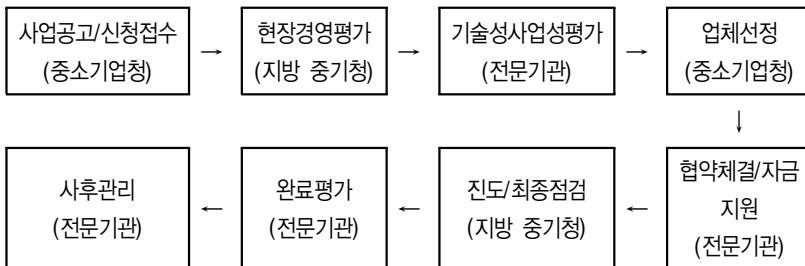 사업공고/신청접수
(중소기업청)
→
현장경영평가
(지방 중기청)
→
기술성사업성평가
(전문기관)
→
업체선정
(중소기업청)
↓
협약체결/자금
지원
(전문기관)
←
진도/최종점검
(지방 중기청)
←
완료평가
(전문기관)
←
사후관리
(전문기관)